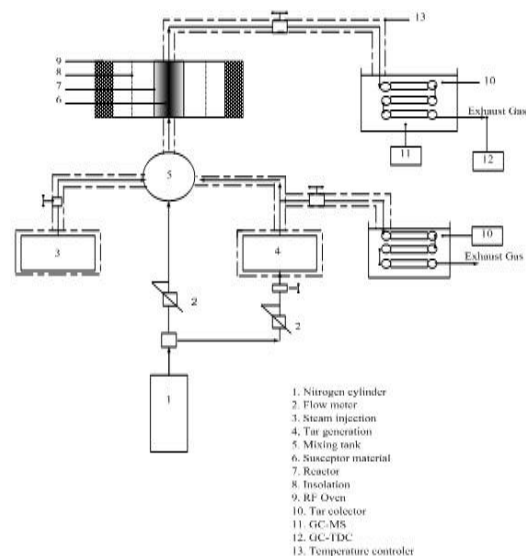 13
9
8
7
6
10
Exhaust Gas
11
12
5
3
4
10
Exhaust Gas
2
2
1
1. Nitrogen cylinder
2. Flow meter
3. Steam injection
4, Tar generation
5. Mixing tank
6. Susceptor material
7. Reactor
8. Insolation
9. RF Oven
10. Tar colector
11. GC-MS
12. GC-TDC
13. Temperature controler